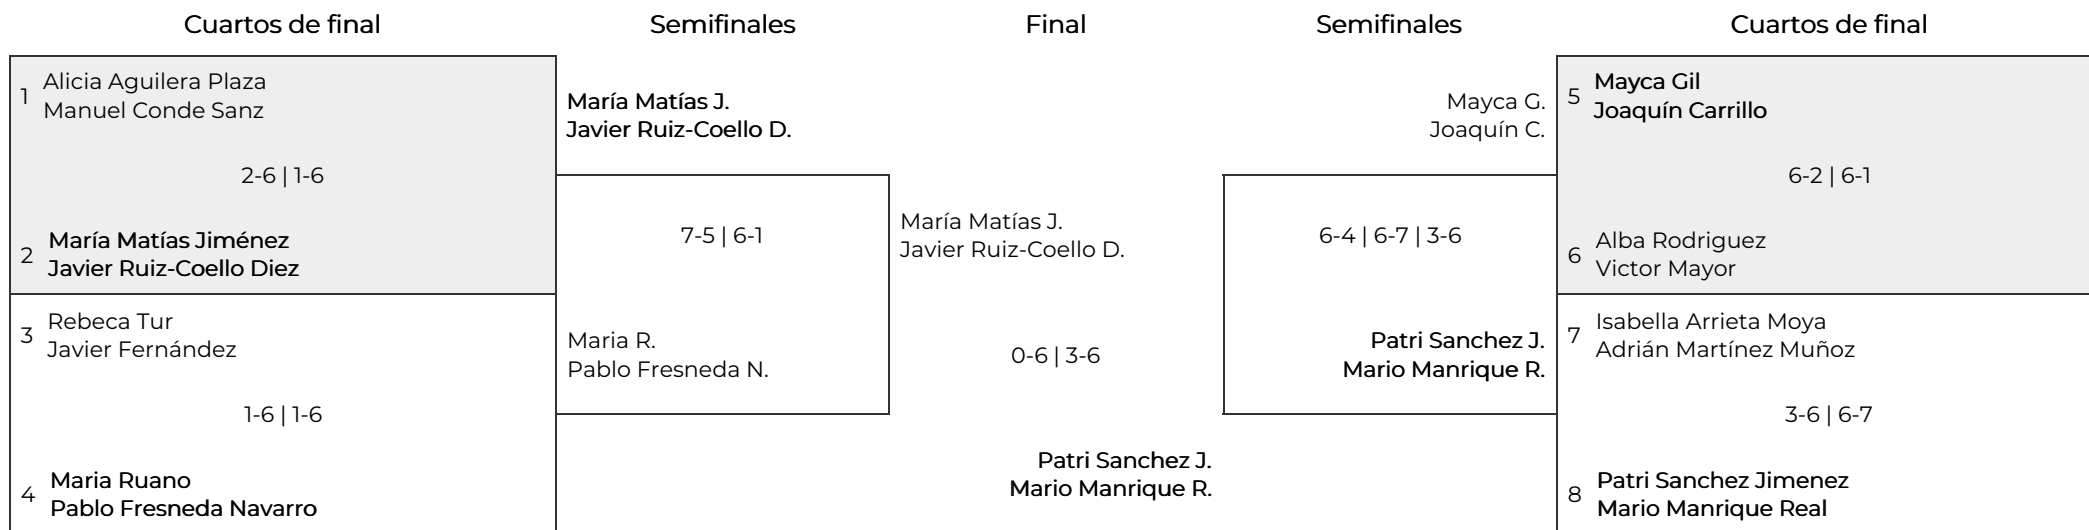 Cuartos de final
Semifinales
Final
Semifinales
Cuartos de final
1
Alicia Aguilera Plaza
Manuel Conde Sanz
2-6 | 1-6
2
María Matías Jiménez
Javier Ruiz-Coello Diez
3
Rebeca Tur
Javier Fernández
1-6 | 1-6
4
Maria Ruano
Pablo Fresneda Navarro
María Matías J.
Javier Ruiz-Coello D.
7-5 | 6-1
Maria R.
Pablo Fresneda N.
María Matías J.
Javier Ruiz-Coello D.
0-6 | 3-6
Patri Sanchez J.
Mario Manrique R.
Mayca G.
Joaquín C.
6-4 | 6-7 | 3-6
Patri Sanchez J.
Mario Manrique R.
5
Mayca Gil
Joaquín Carrillo
6-2 | 6-1
6
Alba Rodriguez
Victor Mayor
7
Isabella Arrieta Moya
Adrián Martínez Muñoz
3-6 | 6-7
8
Patri Sanchez Jimenez
Mario Manrique Real